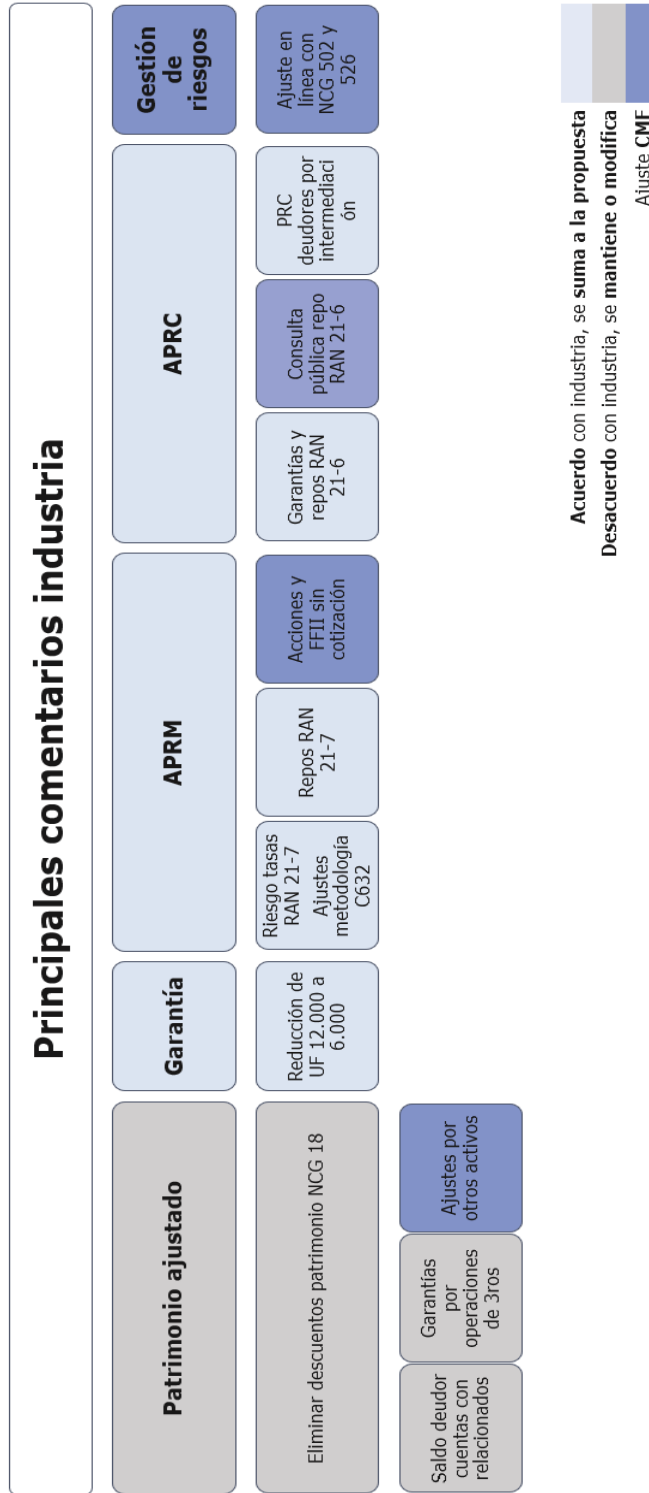 Principales comentarios industria
Patrimonio ajustado
Garantía
APRM
APRC
Gestión
de
riesgos
Eliminar descuentos patrimonio NCG 18
Reducción de
UF 12.000 a
6.000
Riesgo tasas
RAN 21-7
Ajustes
metodología
C632
Repos RAN
21-7
Acciones y
FFII sin
cotización
Garantías y
repos RAN
21-6
Consulta
pública repo
RAN 21-6
PRC
deudores por
intermediaci
ón
Ajuste en
línea con
NCG 502 y
526
Saldo deudor
cuentas con
relacionados
Garantías
por
operaciones
de 3ros
Ajustes por
otros activos
Acuerdo con industria, se suma a la propuesta
Desacuerdo con industria, se mantiene o modifica
Ajuste CMF